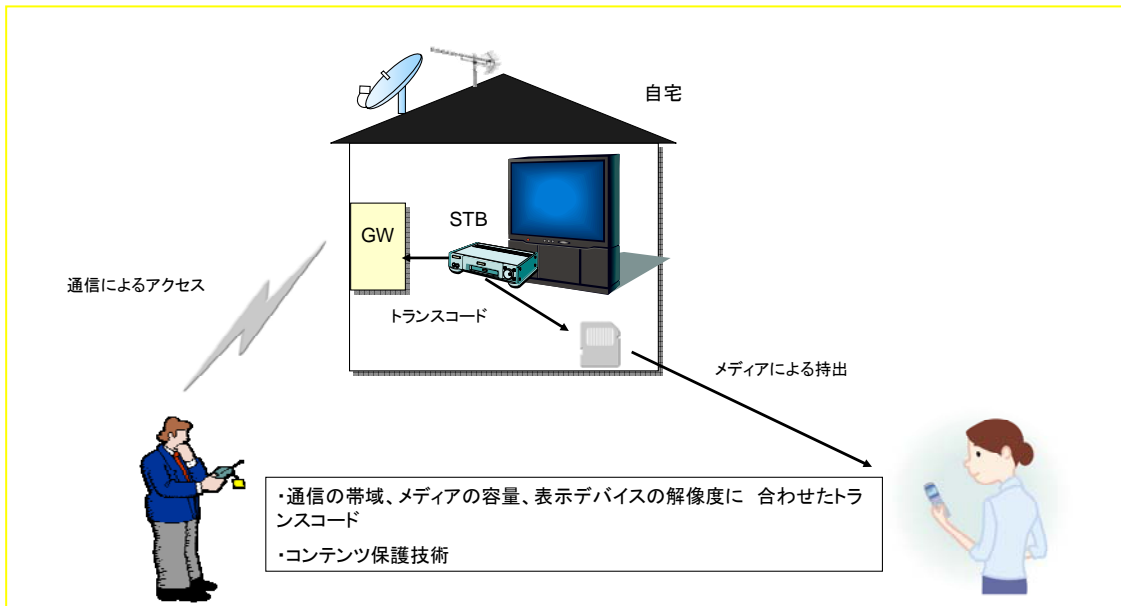 自宅
STB
GW
通信によるアクセス
トランスコード
メディアによる持出
・通信の帯域、メディアの容量、表示デバイスの解像度に 合わせたトラ
ンスコード
・コンテンツ保護技術